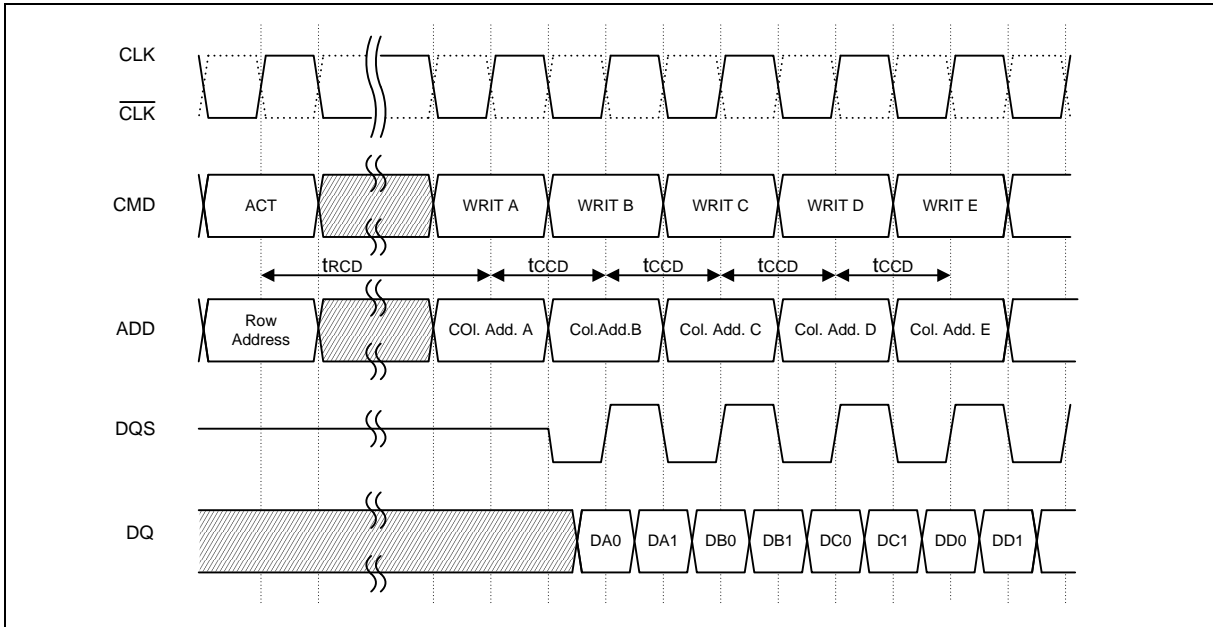 CLK
CLK
CMD
ACT
WRIT A
WRIT B
WRIT C
WRIT D
WRIT E
tRCD
tCCD
tCCD
tCCD
tCCD
ADD
Row
Address
COl. Add. A
Col.Add.B
Col. Add. C
Col. Add. D
Col. Add. E
DQS
DQ
DA0
DA1
DB0
DB1
DC0
DC1
DD0
DD1